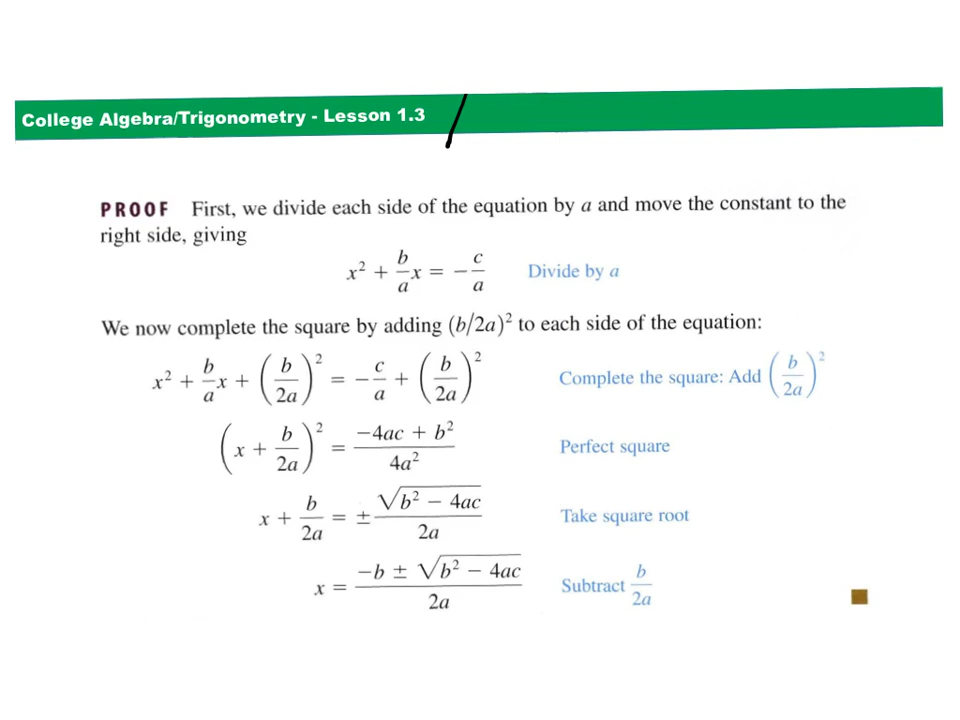 College Algebra/Trigonometry - Lesson 1.3
PROOF First, we divide each side of the equation by a and move the constant to the
right side, giving
x² + b/a x = − c/a Divide by a
We now complete the square by adding (b/2a)² to each side of the equation:
x² + b/a x + (b/2a)² = − c/a + (b/2a)² Complete the square: Add (b/2a)²
(x + b/2a)² = −4ac + b² / 4a² Perfect square
x + b/2a = ± √b² − 4ac / 2a Take square root
x = −b ± √b² − 4ac / 2a Subtract b/2a